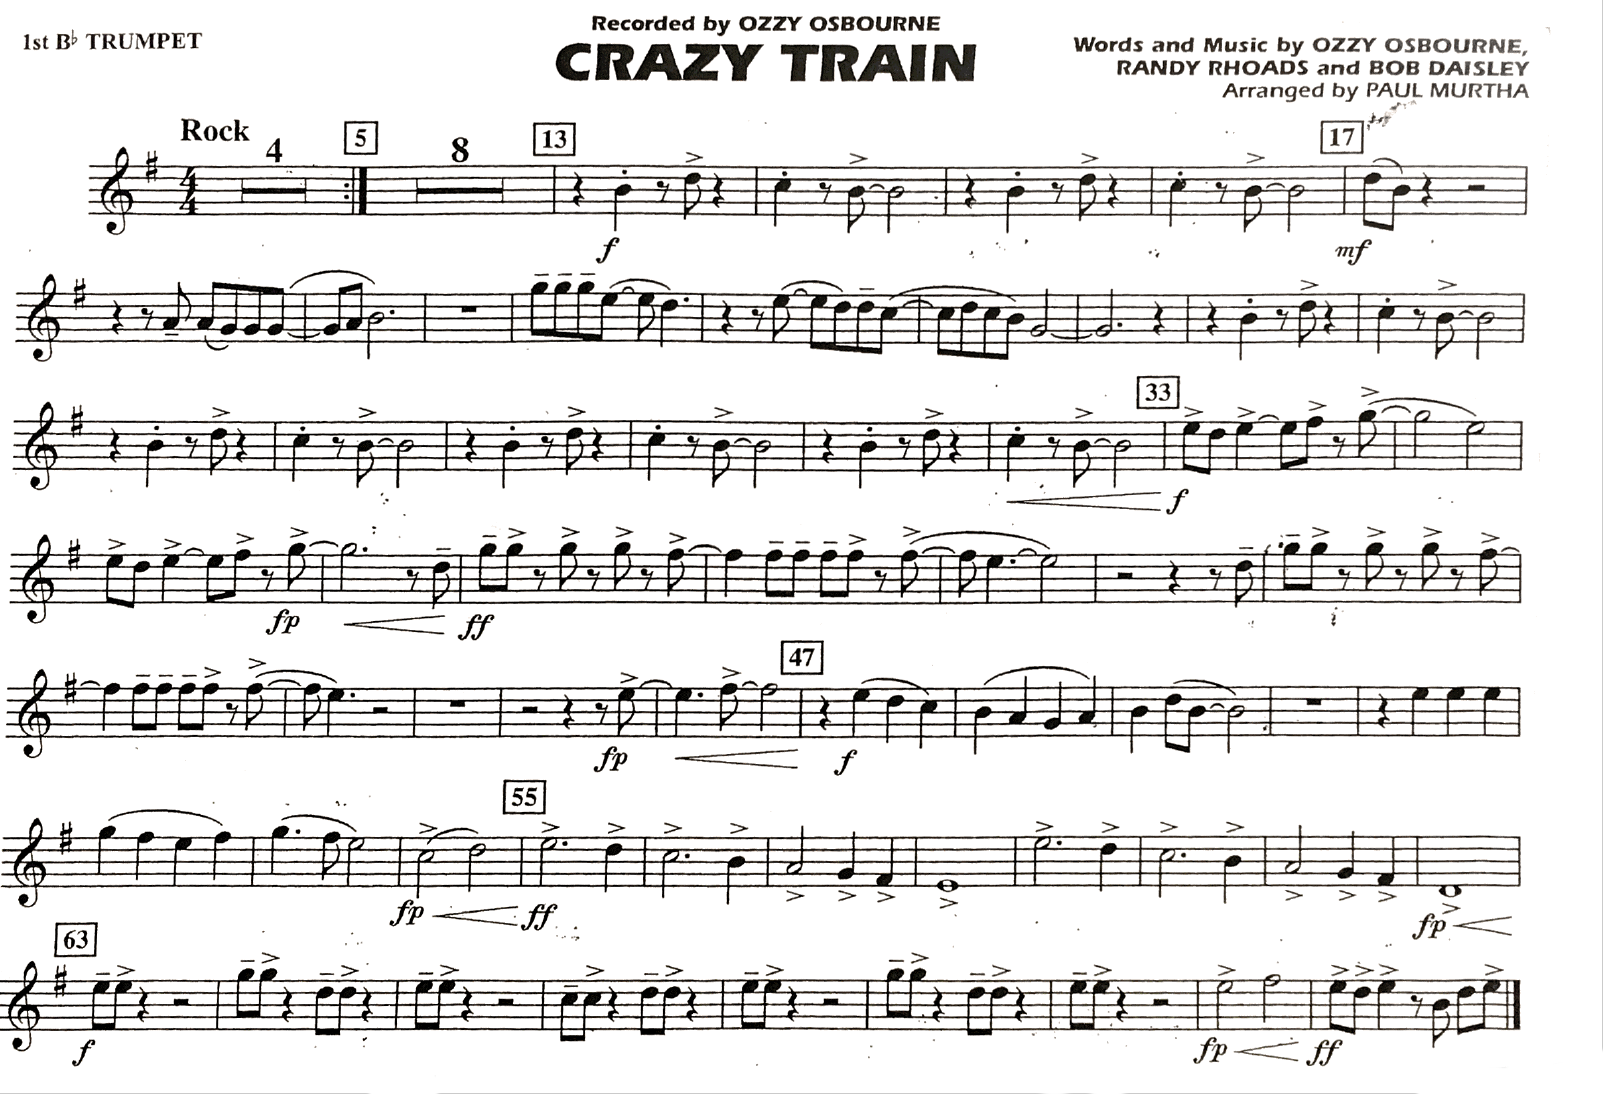 1st B♭ TRUMPET
Recorded by OZZY OSBOURNE
CRAZY TRAIN
Words and Music by OZZY OSBOURNE,
RANDY RHOADS and BOB DAISLEY
Arranged by PAUL MURTHA
Rock
4 5 8 13 17
4
4
f mf
33
f
fp ff
47
fp f
55
fp ff fp
63
f fp ff